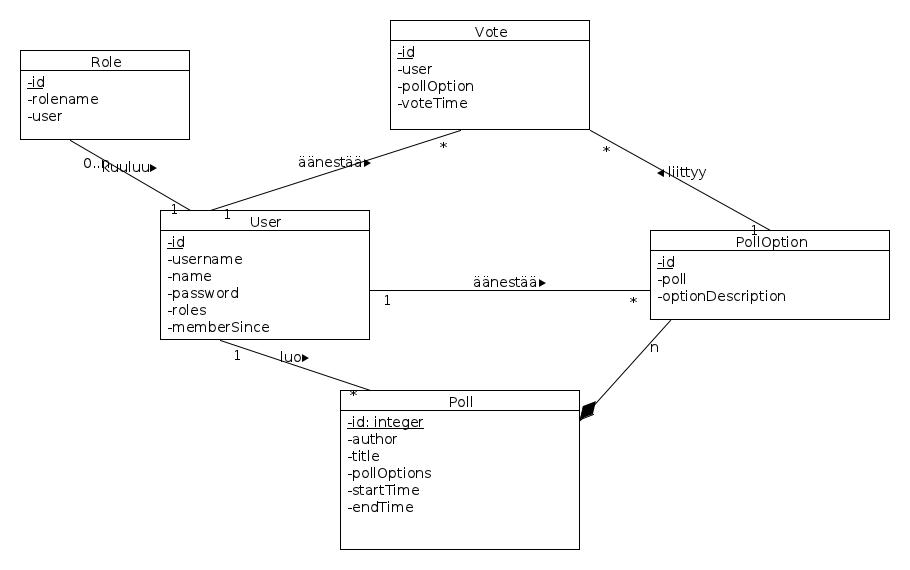 Vote
-id
-user
-pollOption
-voteTime
Role
-id
-rolename
-user
0..n
kuuluu▶
1
äänestää▶
*
1
*
◀liittyy
1
User
-id
-username
-name
-password
-roles
-memberSince
PollOption
-id
-poll
-optionDescription
äänestää▶
1
*
1
luo▶
*
n
Poll
-id: integer
-author
-title
-pollOptions
-startTime
-endTime